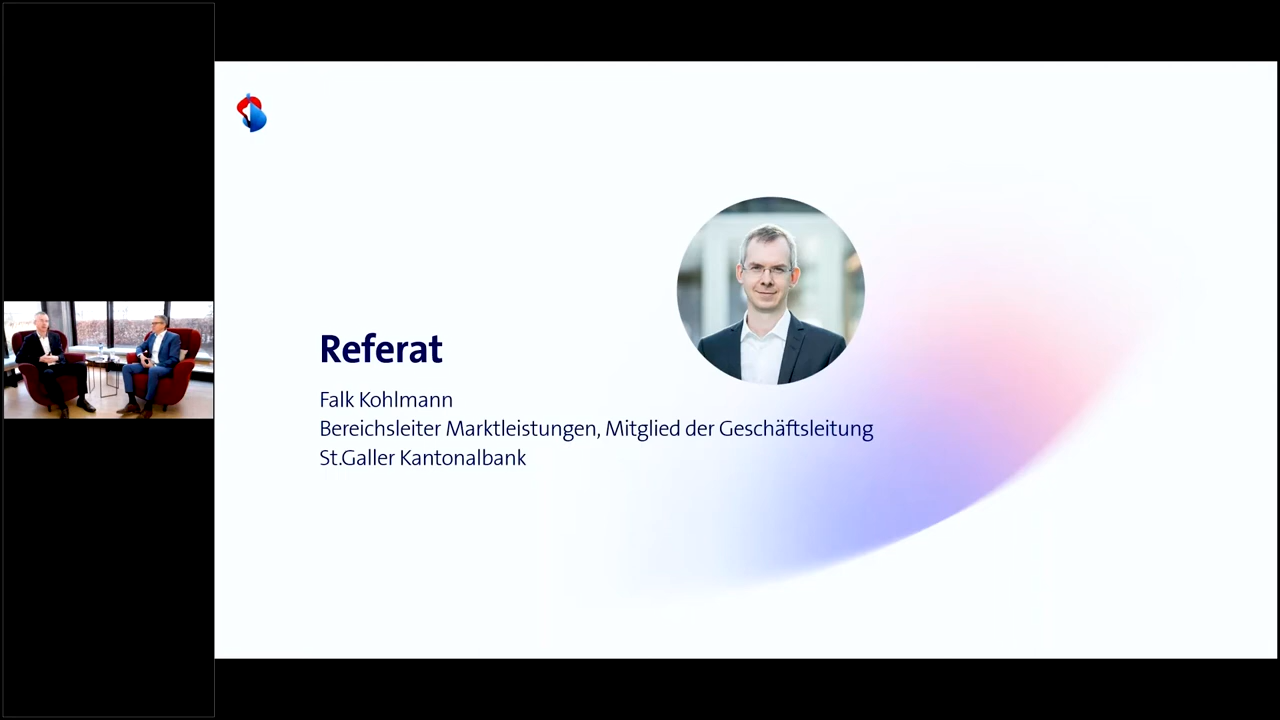 Referat
Falk Kohlmann
Bereichsleiter Marktleistungen, Mitglied der Geschäftsleitung
St.Galler Kantonalbank